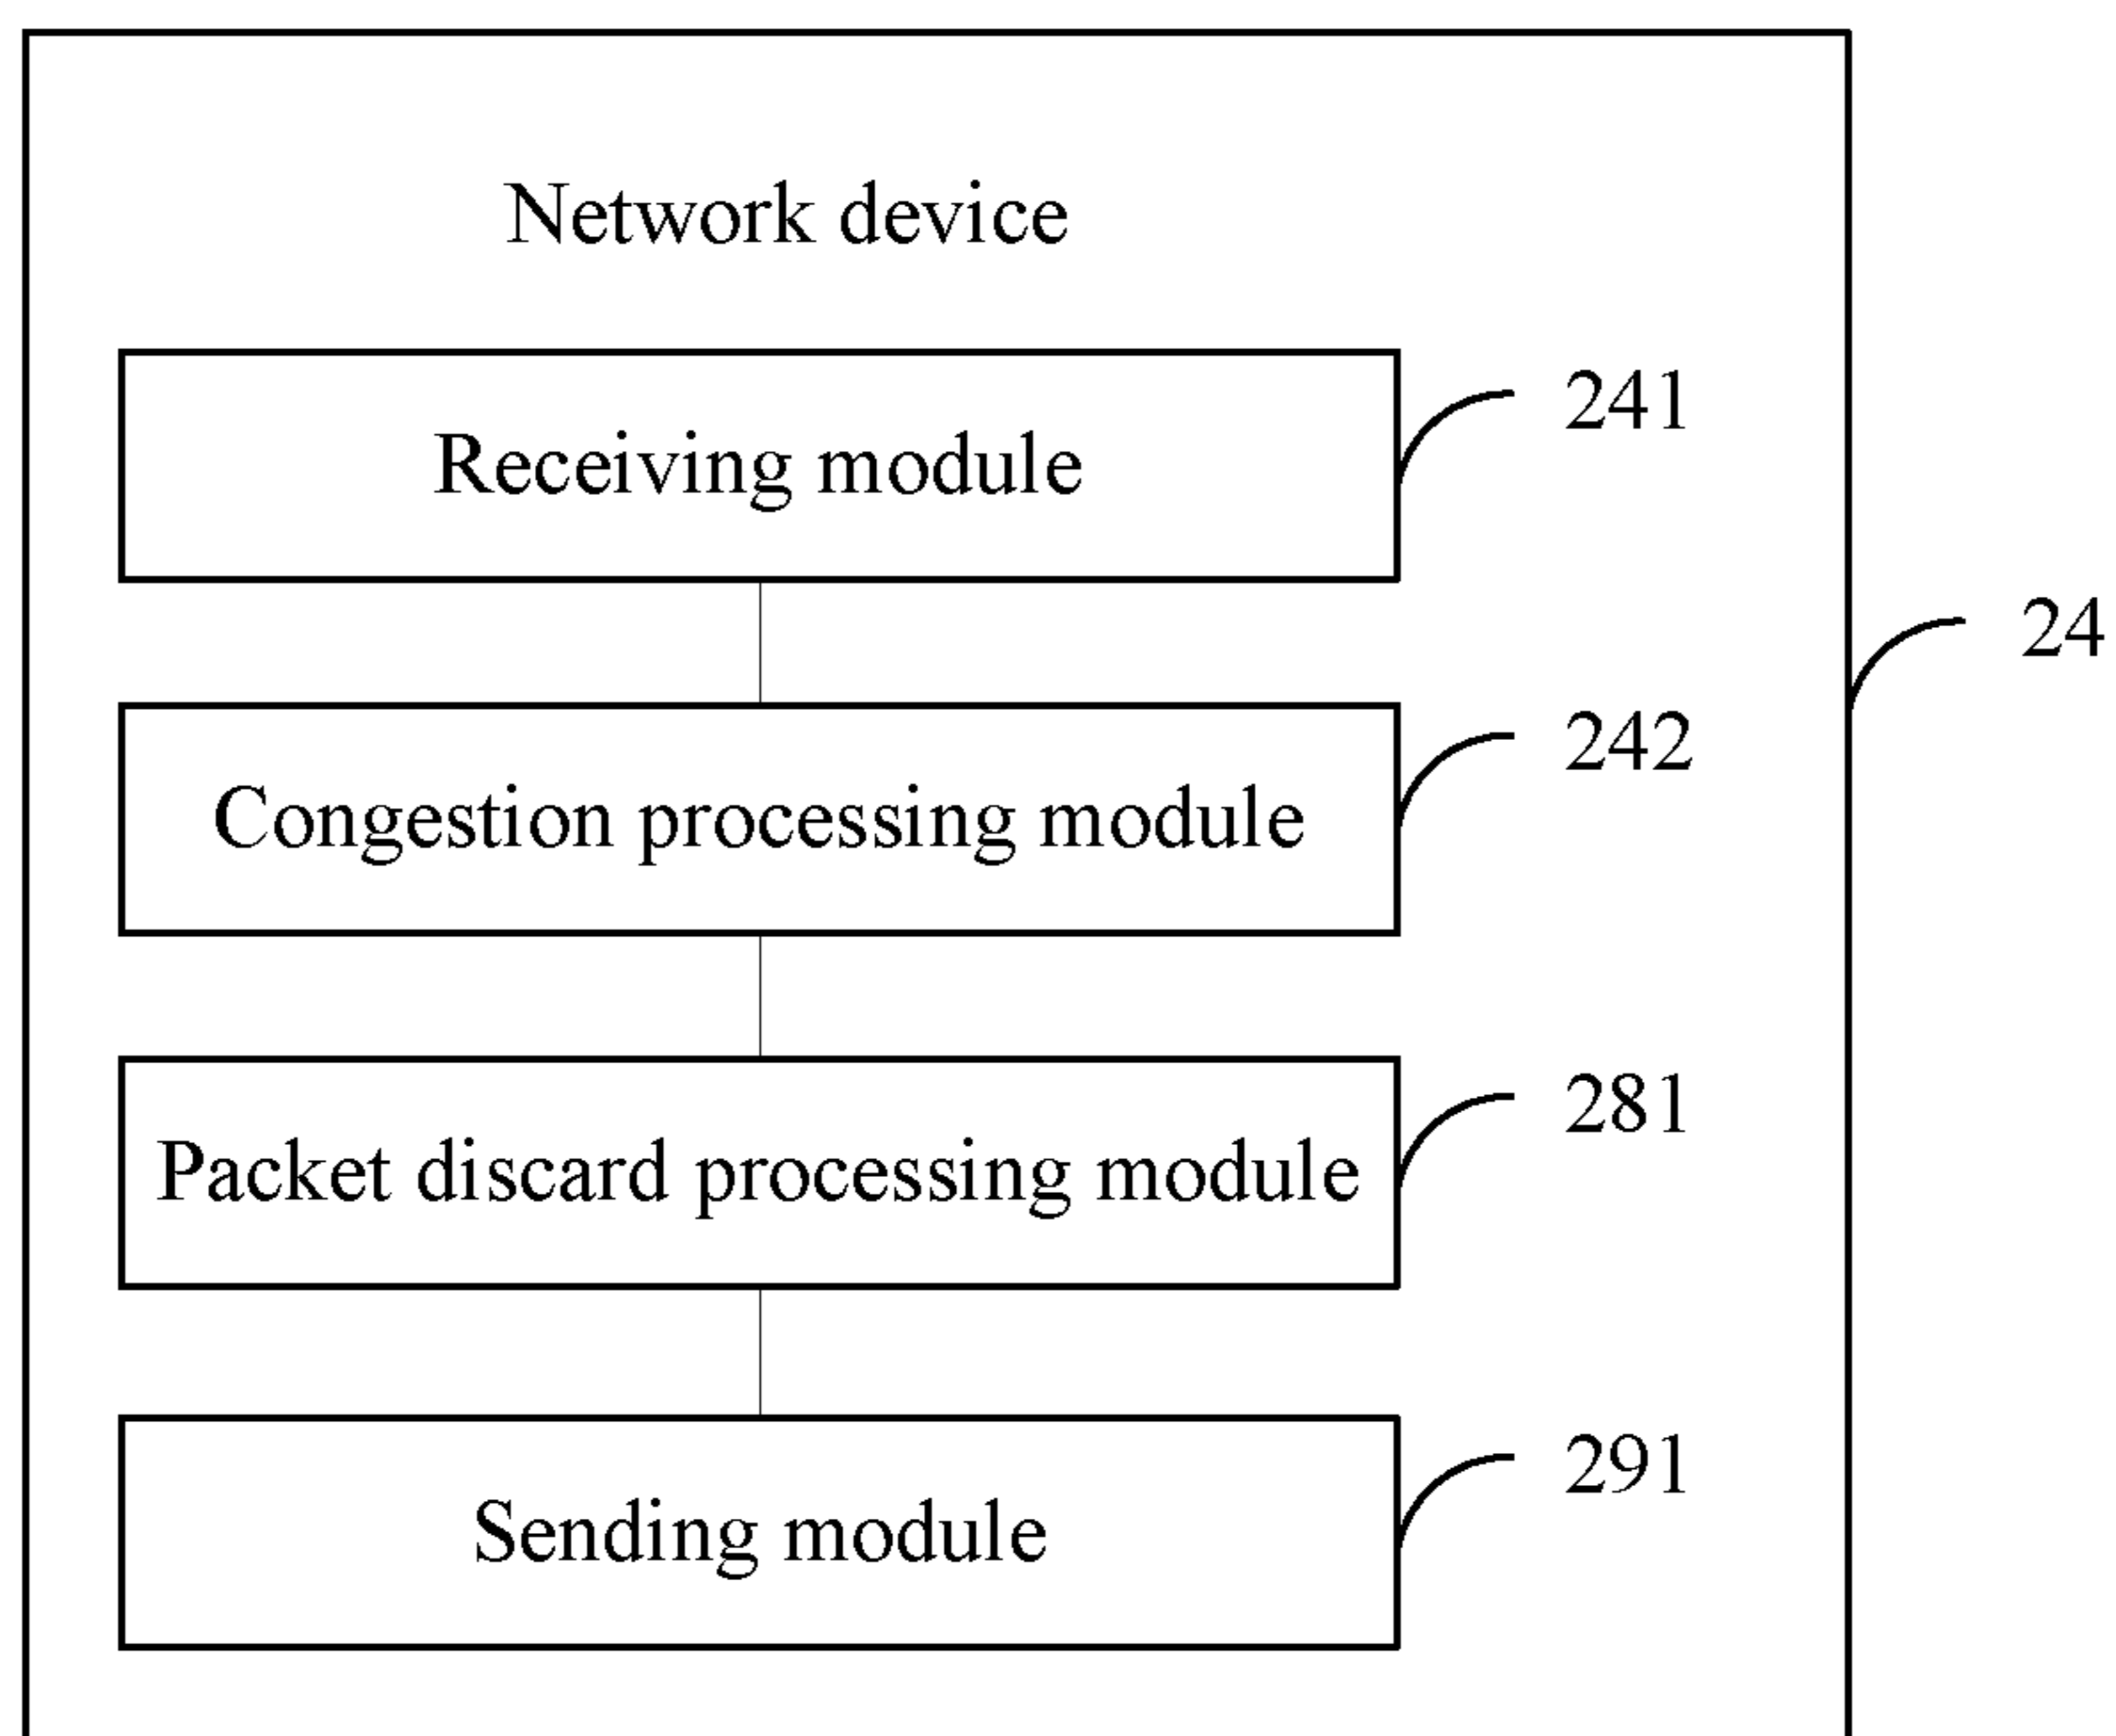 Network device
Receiving module
241
24
Congestion processing module
242
Packet discard processing module
281
Sending module
291